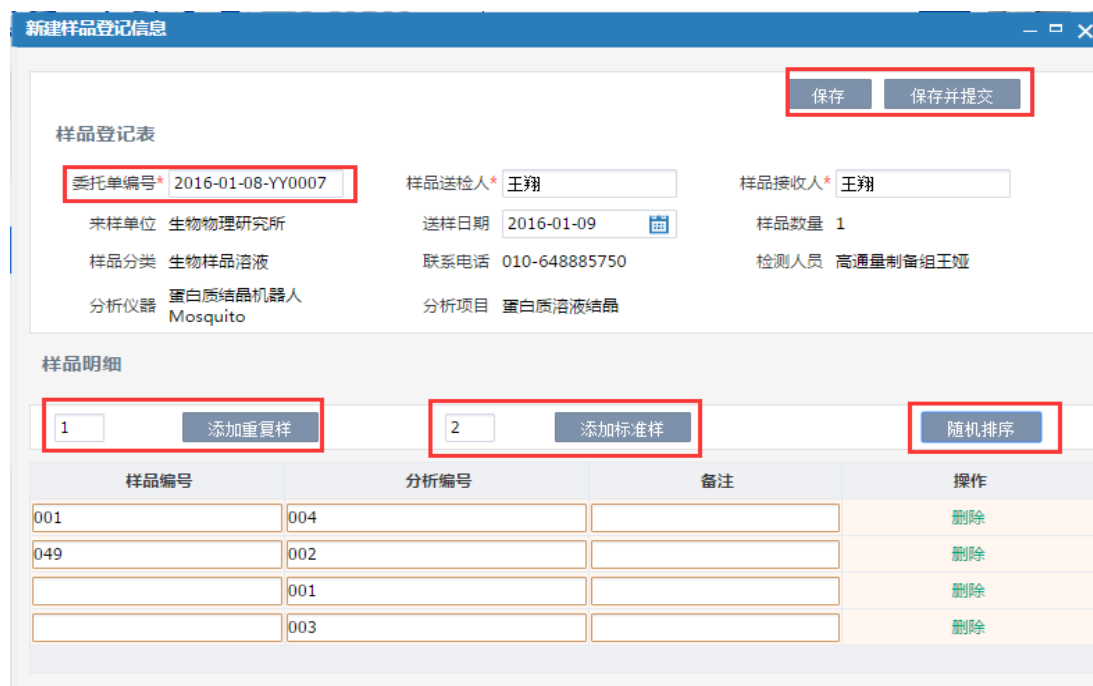 新建样品登记信息
保存 保存并提交
样品登记表
委托单编号* 2016-01-08-YY0007 样品送检人* 王翔 样品接收人* 王翔
来样单位 生物物理研究所 送样日期 2016-01-09 样品数量 1
样品分类 生物样品溶液 联系电话 010-648885750 检测人员 高通量制备组王娅
分析仪器 蛋白质结晶机器人 分析项目 蛋白质溶液结晶
Mosquito
样品明细
1 添加重复样 2 添加标准样 随机排序
样品编号 分析编号 备注 操作
001 004 删除
049 002 删除
001 删除
003 删除